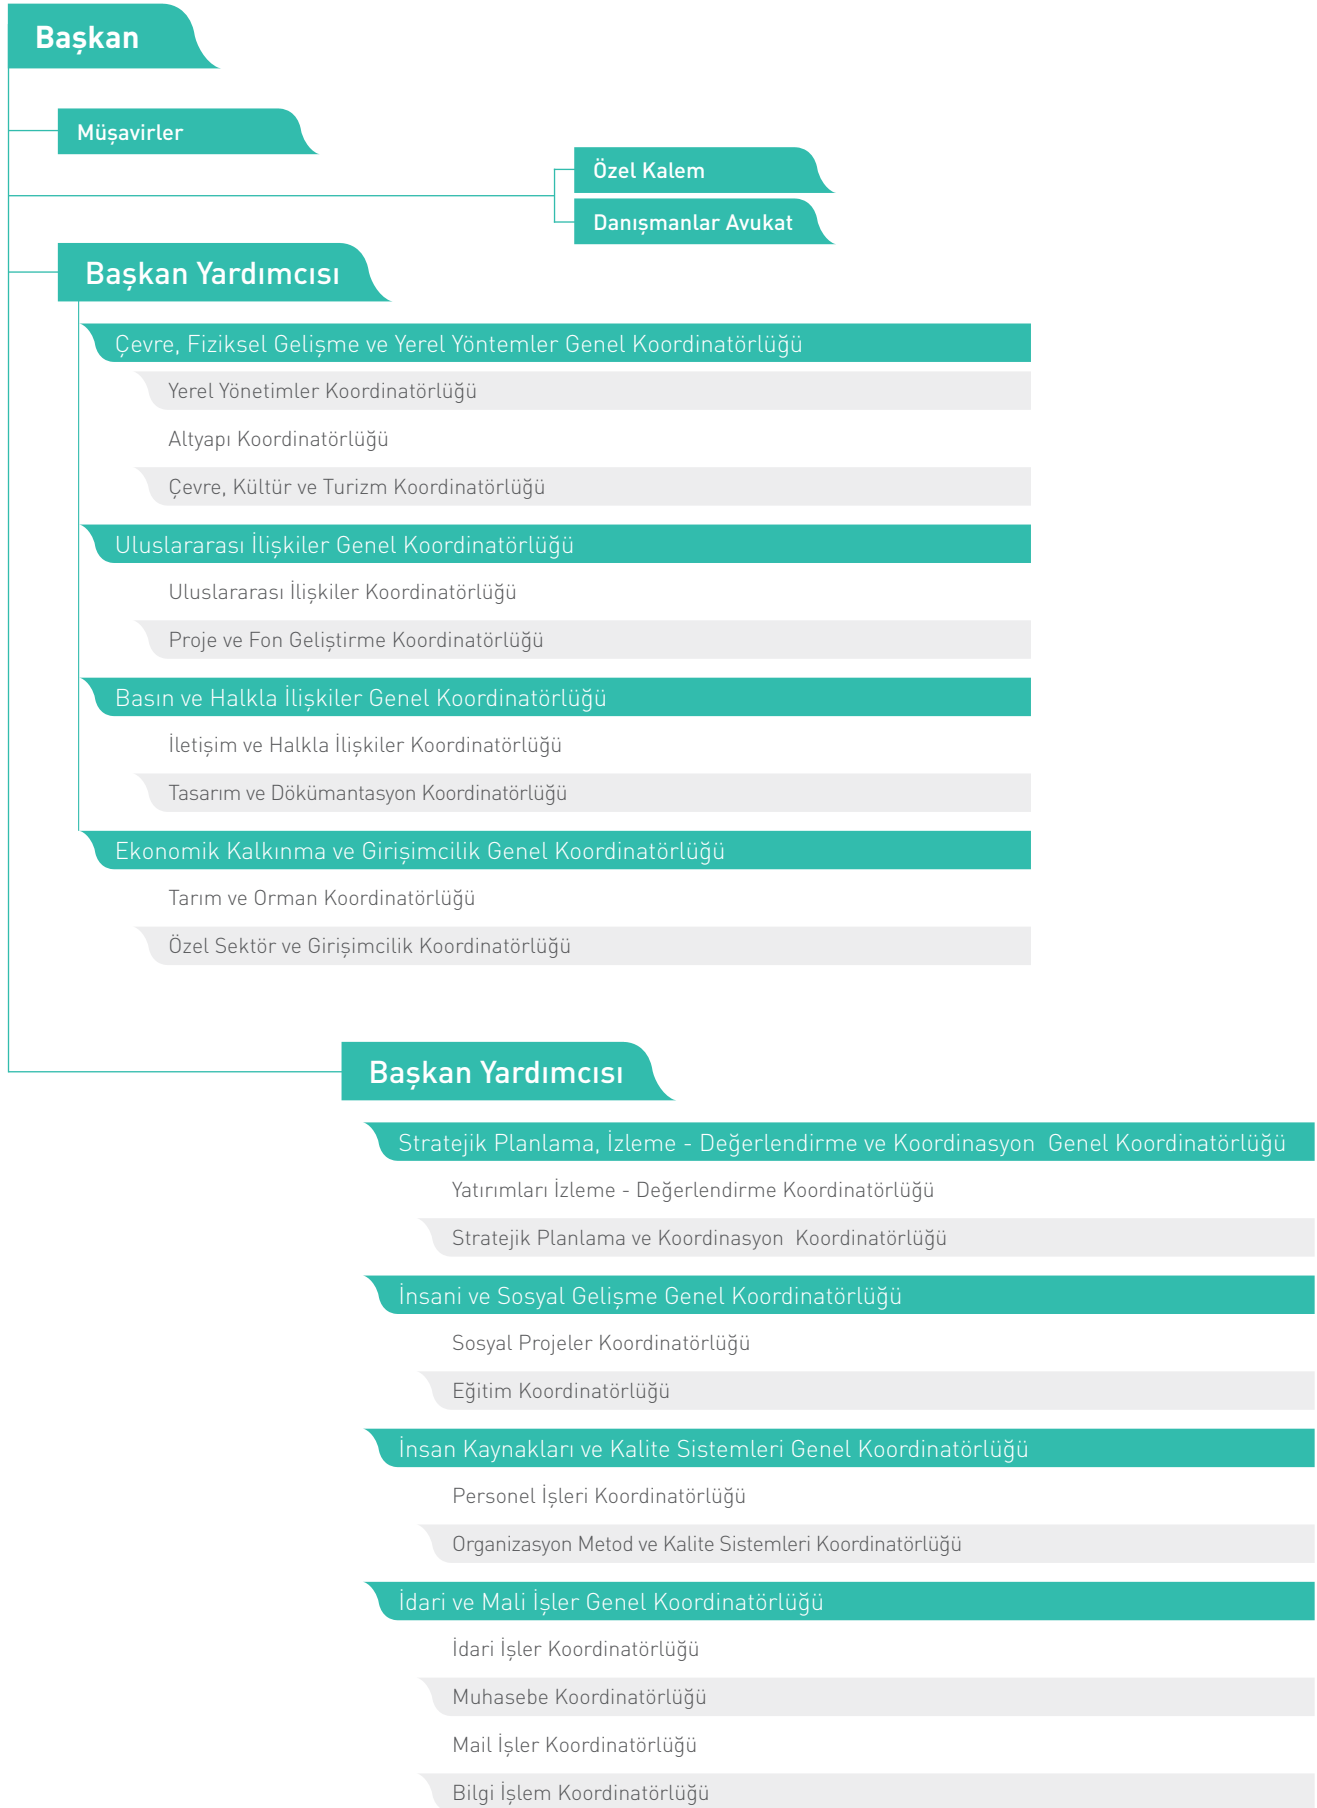 Başkan
Müşavirler
Özel Kalem
Danışmanlar Avukat
Başkan Yardımcısı
Çevre, Fiziksel Gelişme ve Yerel Yöntemler Genel Koordinatörlüğü
Yerel Yönetimler Koordinatörlüğü
Altyapı Koordinatörlüğü
Çevre, Kültür ve Turizm Koordinatörlüğü
Uluslararası İlişkiler Genel Koordinatörlüğü
Uluslararası İlişkiler Koordinatörlüğü
Proje ve Fon Geliştirme Koordinatörlüğü
Basın ve Halkla İlişkiler Genel Koordinatörlüğü
İletişim ve Halkla İlişkiler Koordinatörlüğü
Tasarım ve Dökümantasyon Koordinatörlüğü
Ekonomik Kalkınma ve Girişimcilik Genel Koordinatörlüğü
Tarım ve Orman Koordinatörlüğü
Özel Sektör ve Girişimcilik Koordinatörlüğü
Başkan Yardımcısı
Stratejik Planlama, İzleme - Değerlendirme ve Koordinasyon  Genel Koordinatörlüğü
Yatırımları İzleme - Değerlendirme Koordinatörlüğü
Stratejik Planlama ve Koordinasyon  Koordinatörlüğü
İnsani ve Sosyal Gelişme Genel Koordinatörlüğü
Sosyal Projeler Koordinatörlüğü
Eğitim Koordinatörlüğü
İnsan Kaynakları ve Kalite Sistemleri Genel Koordinatörlüğü
Personel İşleri Koordinatörlüğü
Organizasyon Metod ve Kalite Sistemleri Koordinatörlüğü
İdari ve Mali İşler Genel Koordinatörlüğü
İdari İşler Koordinatörlüğü
Muhasebe Koordinatörlüğü
Mail İşler Koordinatörlüğü
Bilgi İşlem Koordinatörlüğü